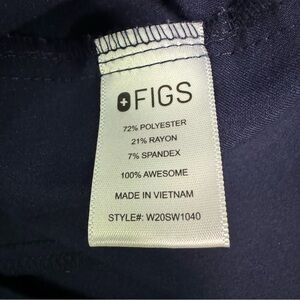 FIGS
72% POLYESTER
21% RAYON
7% SPANDEX
100% AWESOME
MADE IN VIETNAM
STYLE#: W20SW1040